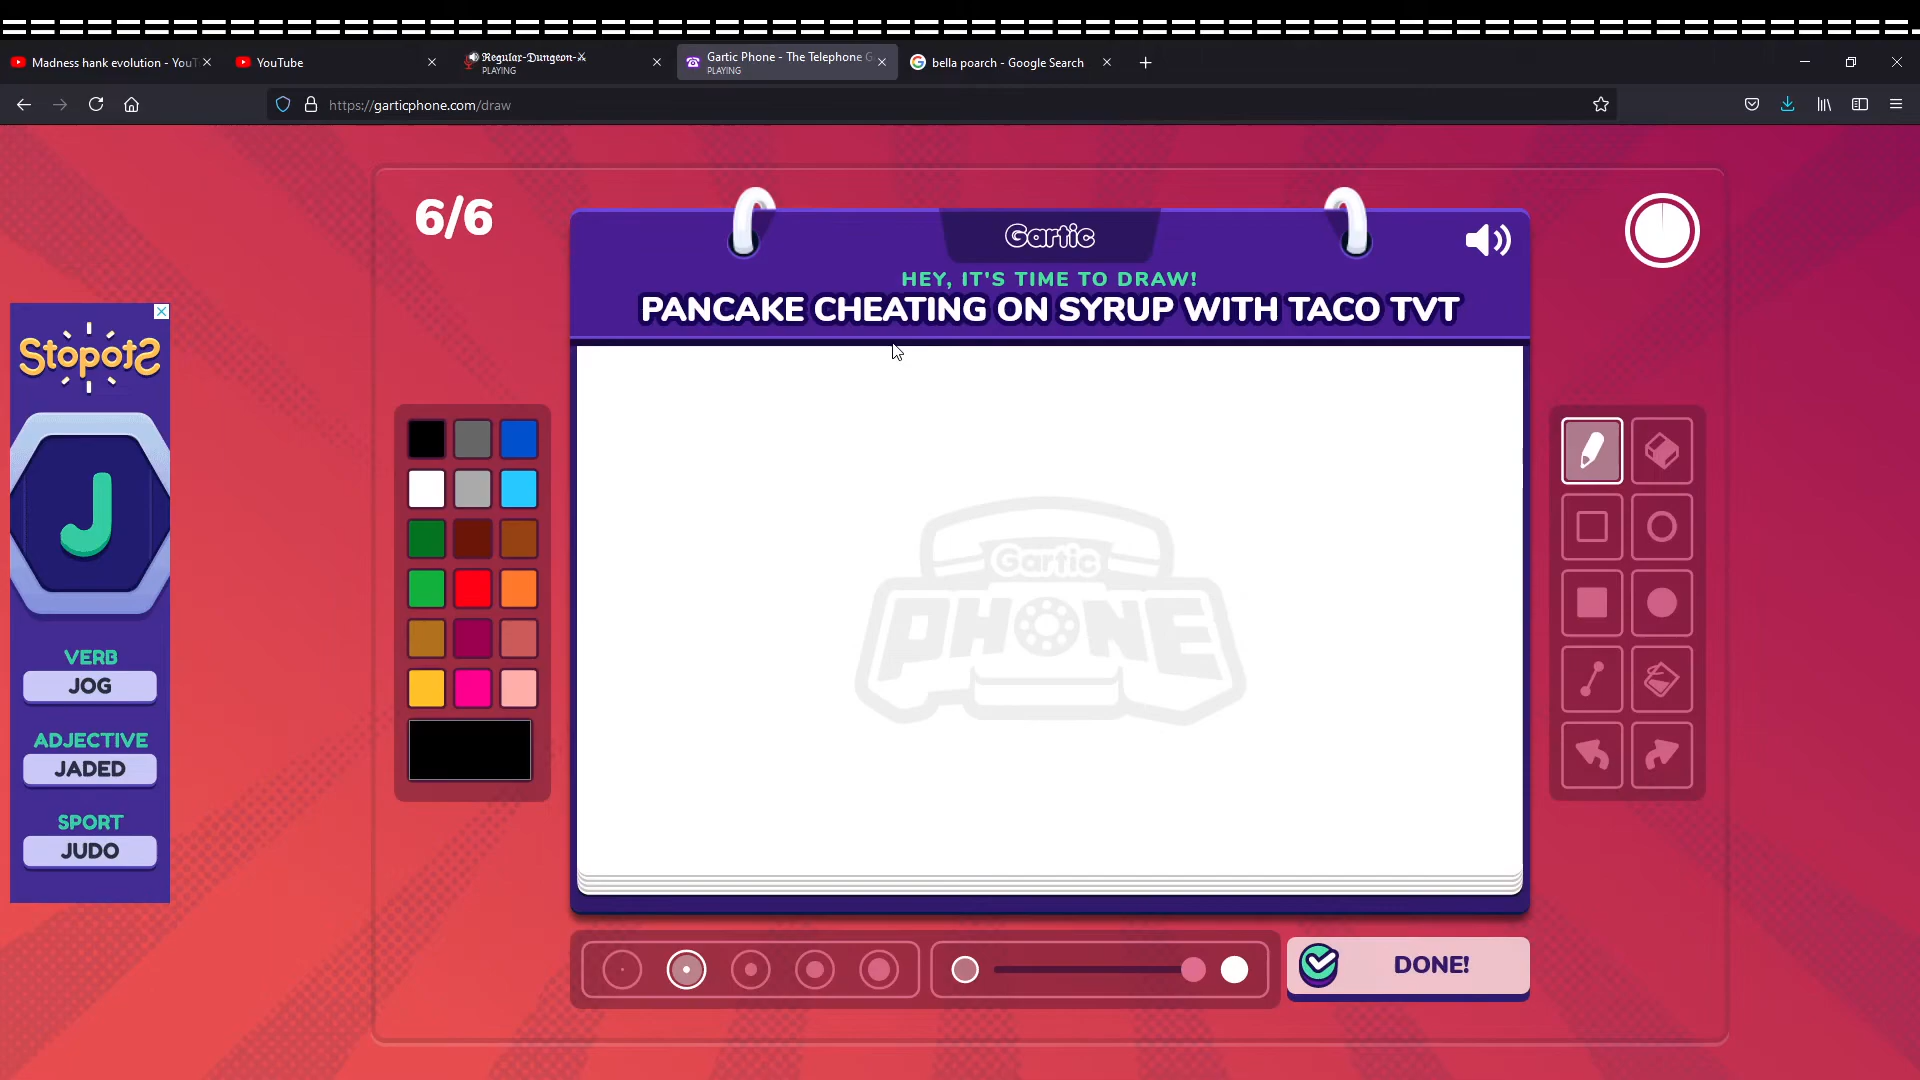 Madness hank evolution - YouT
YouTube
𝕽𝖊𝖌𝖚𝖑𝖆𝖗-𝕯𝖚𝖓𝖌𝖊𝖔𝖓-⚔
PLAYING
Gartic Phone - The Telephone G
PLAYING
bella poarch - Google Search
https://garticphone.com/draw
6/6
Gartic
HEY, IT'S TIME TO DRAW!
PANCAKE CHEATING ON SYRUP WITH TACO TVT
StopotS
J
VERB
JOG
ADJECTIVE
JADED
SPORT
JUDO
Gartic
PHONE
DONE!